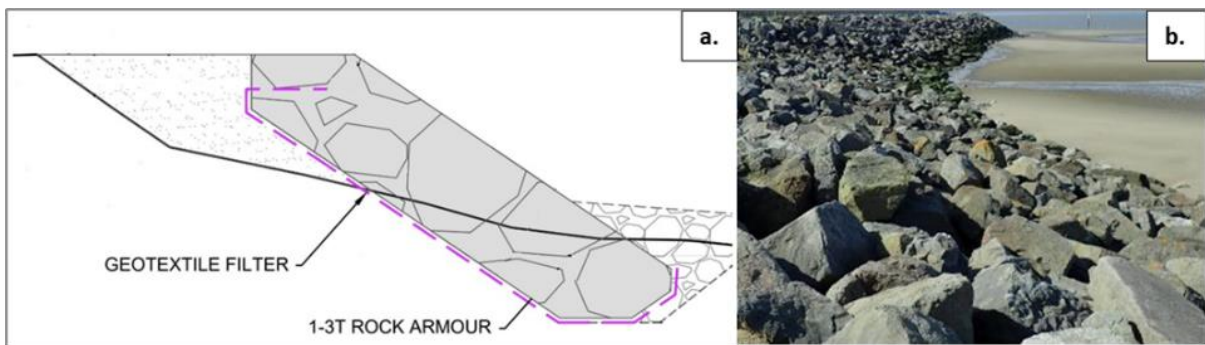 a.
b.
GEOTEXTILE FILTER
1-3T ROCK ARMOUR